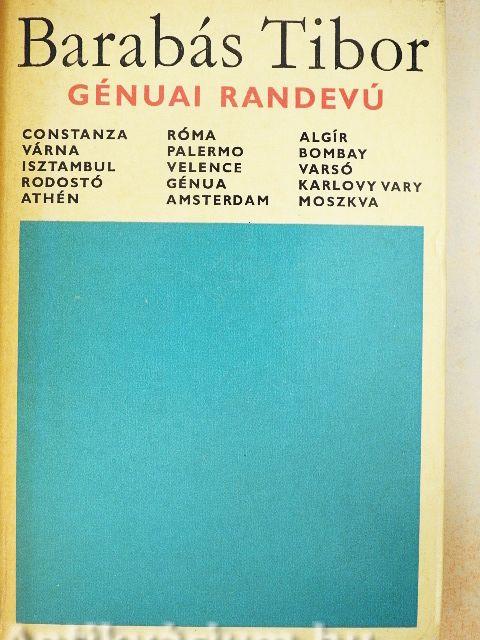 Barabás Tibor
GÉNUAI RANDEVÚ
CONSTANZA
VÁRNA
ISZTAMBUL
RODOSTÓ
ATHÉN
RÓMA
PALERMO
VELENCE
GÉNUA
AMSTERDAM
ALGÍR
BOMBAY
VARSÓ
KARLOVY VARY
MOSZKVA